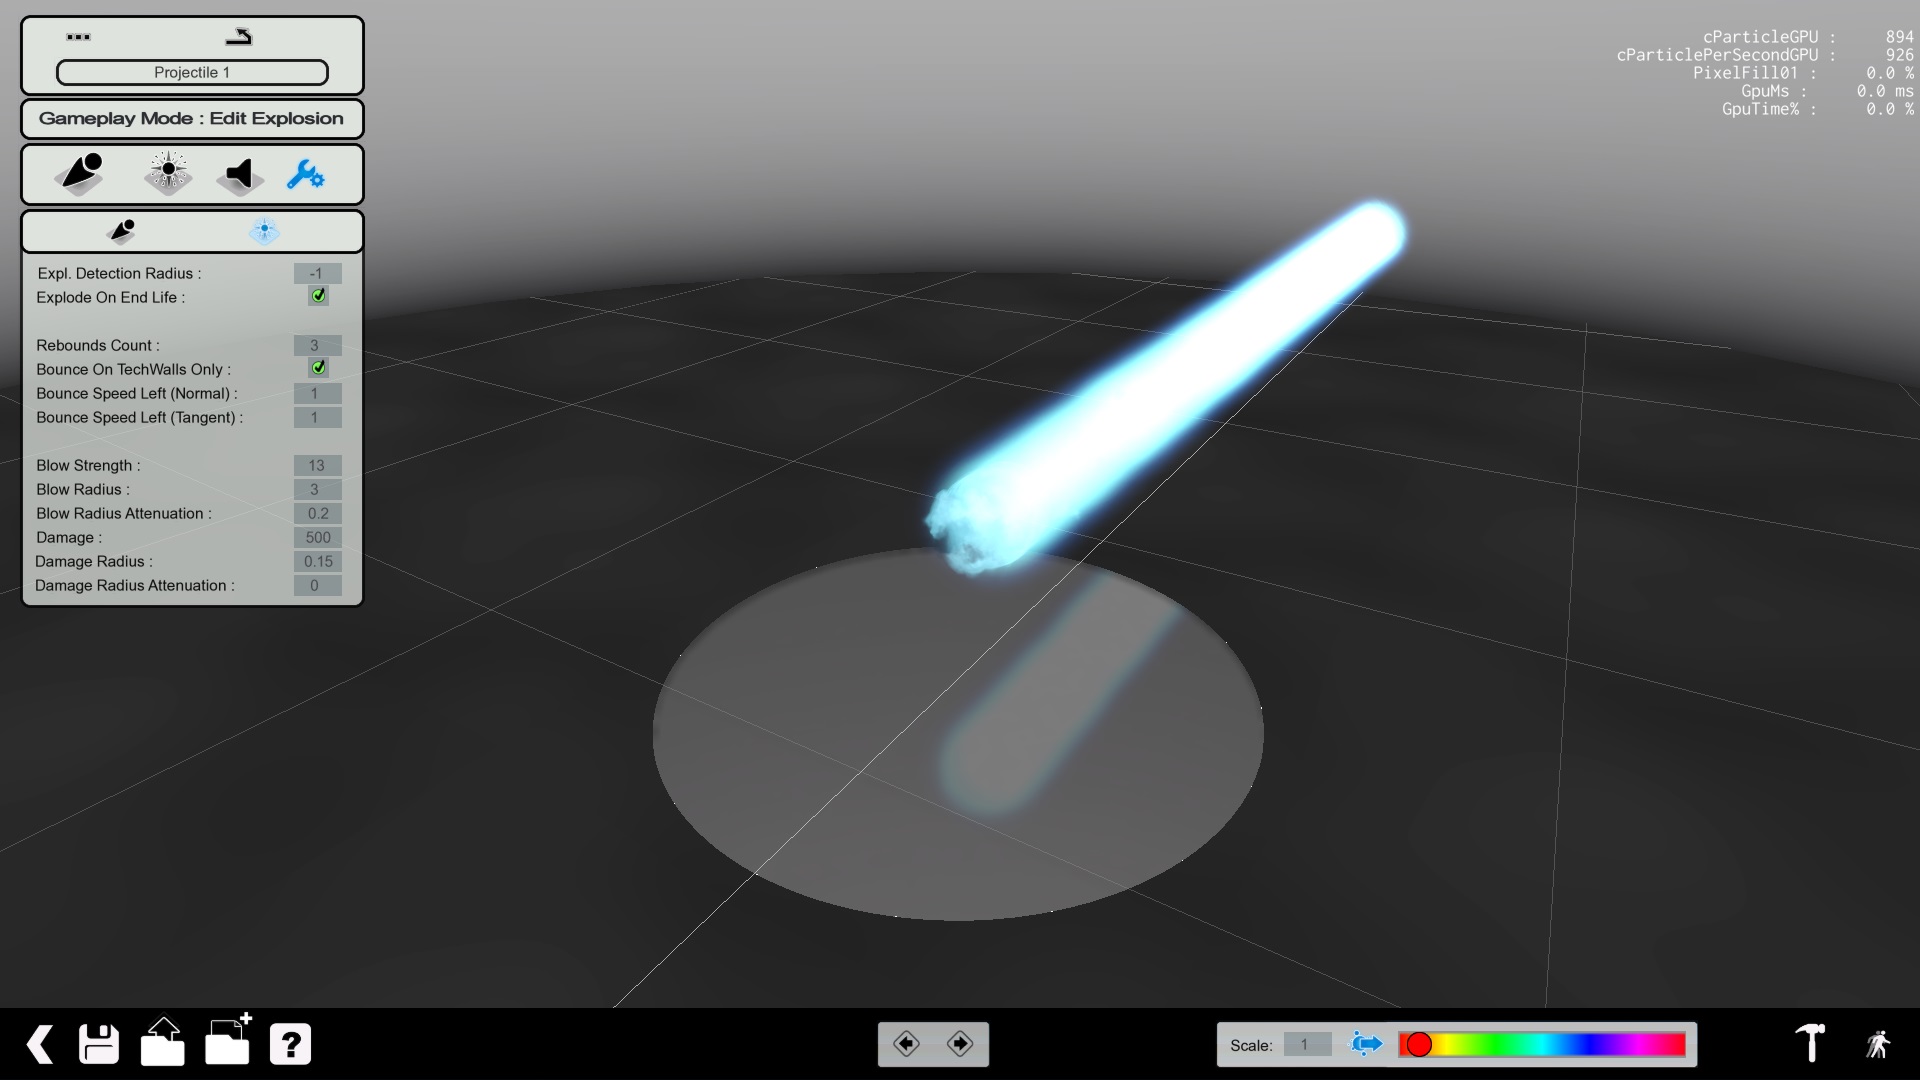 Projectile 1
Gameplay Mode : Edit Explosion
Expl. Detection Radius : -1
Explode On End Life :
Rebounds Count : 3
Bounce On TechWalls Only :
Bounce Speed Left (Normal) : 1
Bounce Speed Left (Tangent) : 1
Blow Strength : 13
Blow Radius : 3
Blow Radius Attenuation : 0.2
Damage : 500
Damage Radius : 0.15
Damage Radius Attenuation : 0
cParticleGPU : 894
cParticlePerSecondGPU : 926
PixelFill01 : 0.0 %
GpuMs : 0.0 ms
GpuTime% : 0.0 %
?
Scale: 1